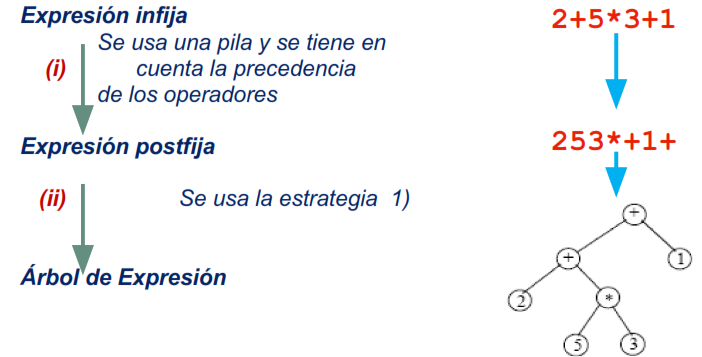 Expresión infija
2+5*3+1
Se usa una pila y se tiene en
(i)
cuenta la precedencia
de los operadores
Expresión postfija
253*+1+
(ii)
Se usa la estrategia 1)
Árbol de Expresión
+
+
1
2
*
5
3